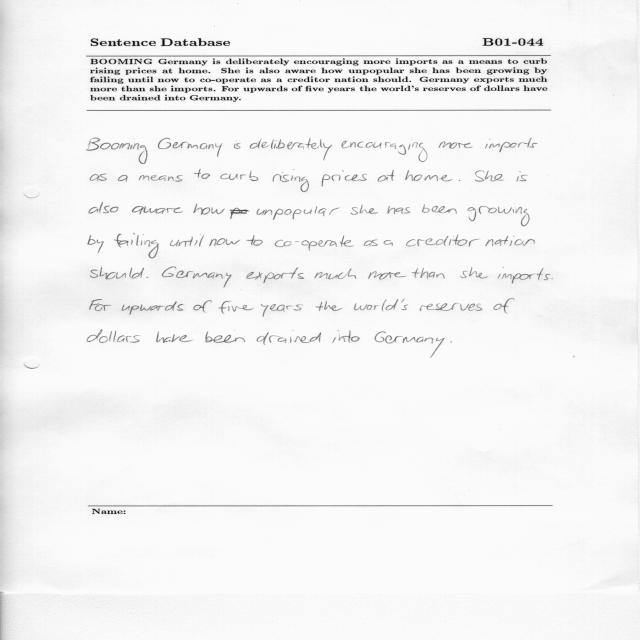 Sentence Database B01-044
BOOMING Germany is deliberately encouraging more imports as a means to curb
rising prices at home. She is also aware how unpopular she has been growing by
failing until now to co-operate as a creditor nation should. Germany exports much
more than she imports. For upwards of five years the world's reserves of dollars have
been drained into Germany.
Booming Germany is deliberately encouraging more imports
as a means to curb rising prices at home. She is
also aware how unpopular she has been growing
by failing until now to co-operate as a creditor nation
should. Germany exports much more than she imports.
For upwards of five years the world's reserves of
dollars have been drained into Germany.
Name: